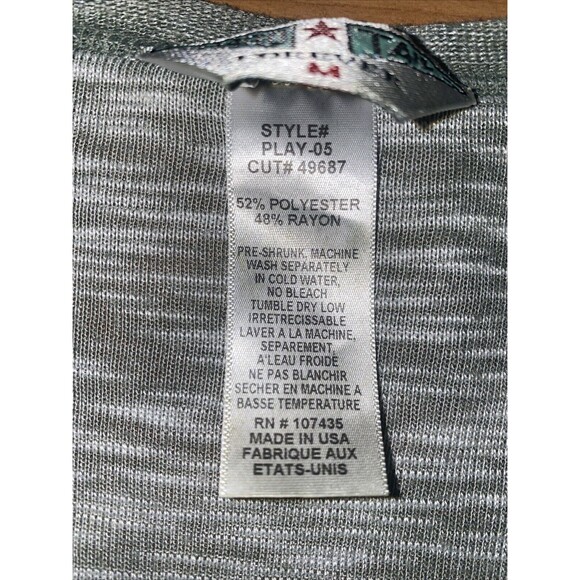 FOREVER
M
STYLE#
PLAY-05
CUT# 49687
52% POLYESTER
48% RAYON
PRE-SHRUNK. MACHINE
WASH SEPARATELY
IN COLD WATER,
NO BLEACH
TUMBLE DRY LOW
IRRETRECISSABLE
LAVER A LA MACHINE,
SEPAREMENT,
A'LEAU FROIDE
NE PAS BLANCHIR
SECHER EN MACHINE A
BASSE TEMPERATURE
RN # 107435
MADE IN USA
FABRIQUE AUX
ETATS-UNIS